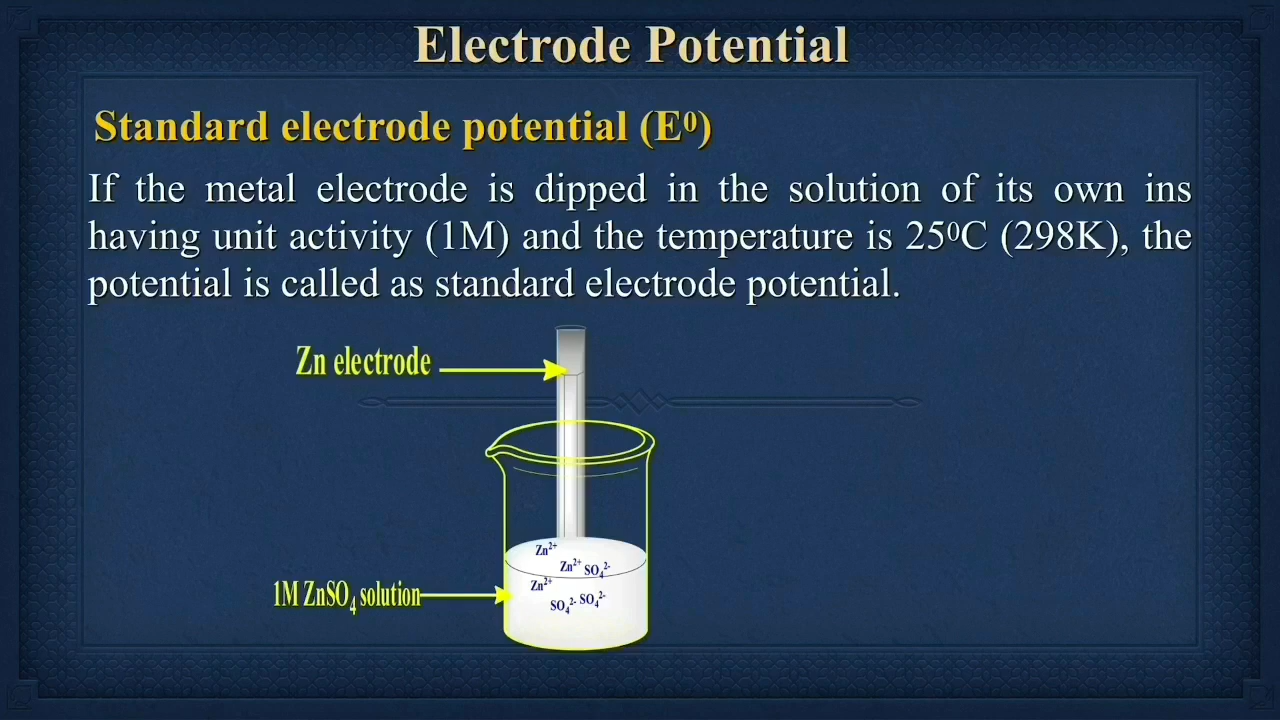 Electrode Potential
Standard electrode potential (E⁰)
If the metal electrode is dipped in the solution of its own ins
having unit activity (1M) and the temperature is 25⁰C (298K), the
potential is called as standard electrode potential.
Zn electrode
Zn²⁺
Zn²⁺ SO₄²⁻
Zn²⁺
SO₄²⁻ SO₄²⁻
1M ZnSO₄ solution